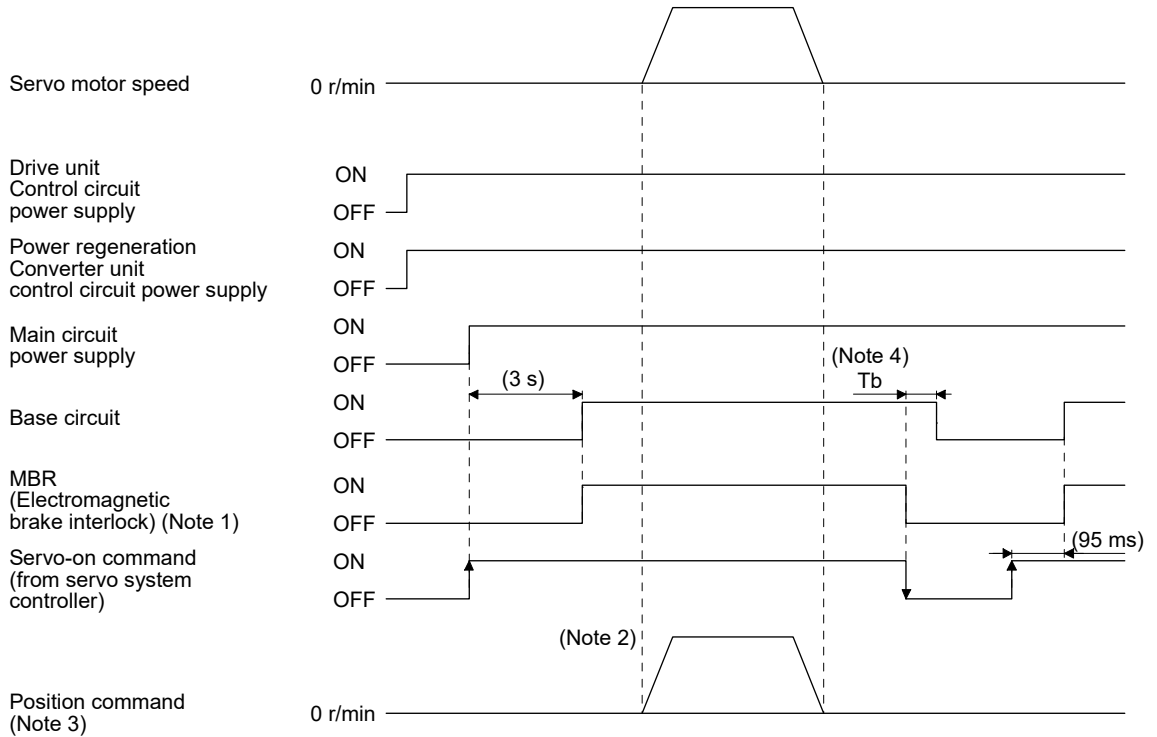 Servo motor speed
0 r/min
Drive unit
Control circuit
power supply
ON
OFF
Power regeneration
Converter unit
control circuit power supply
ON
OFF
Main circuit
power supply
ON
OFF
(3 s)
(Note 4)
Tb
Base circuit
ON
OFF
MBR
(Electromagnetic
brake interlock) (Note 1)
ON
OFF
(95 ms)
Servo-on command
(from servo system
controller)
ON
OFF
(Note 2)
Position command
(Note 3)
0 r/min